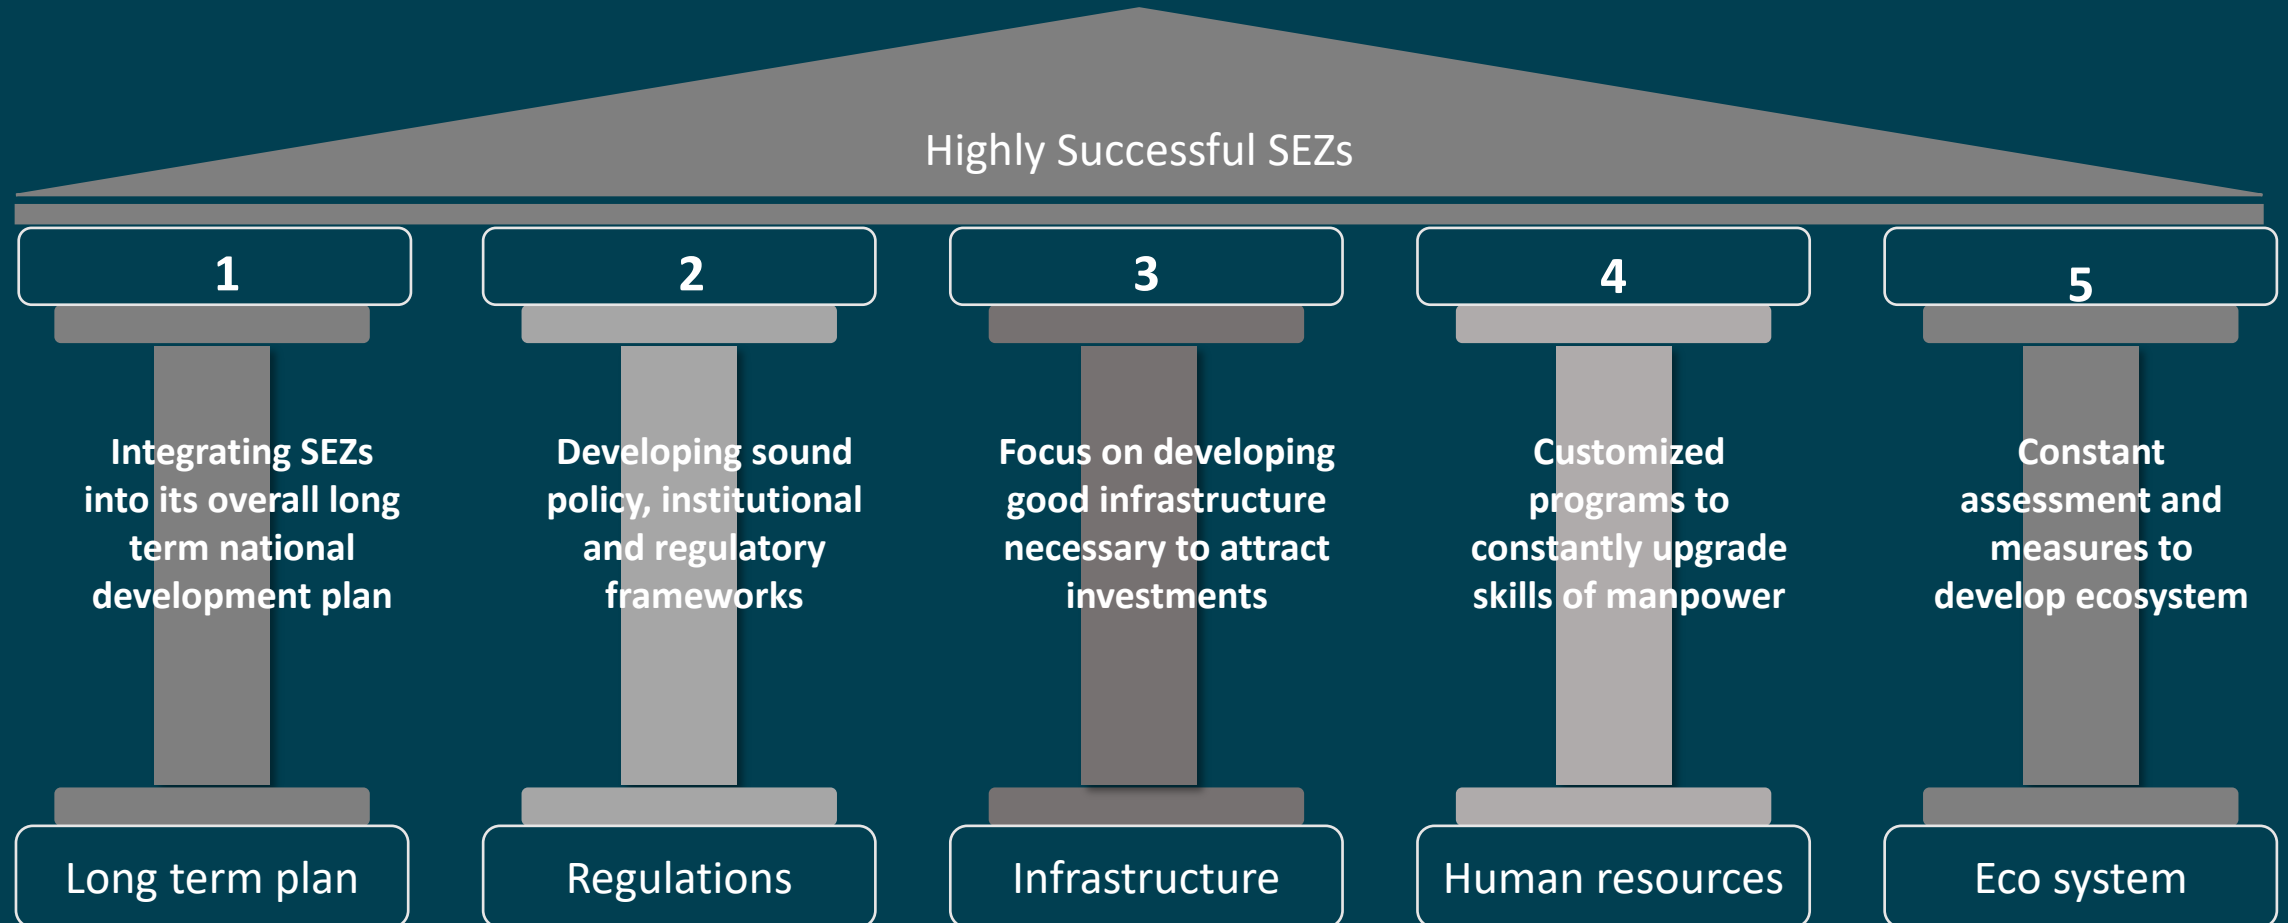 Highly Successful SEZs
1
2
3
4
5
Integrating SEZs
into its overall long
term national
development plan
Developing sound
policy, institutional
and regulatory
frameworks
Focus on developing
good infrastructure
necessary to attract
investments
Customized
programs to
constantly upgrade
skills of manpower
Constant
assessment and
measures to
develop ecosystem
Long term plan
Regulations
Infrastructure
Human resources
Eco system